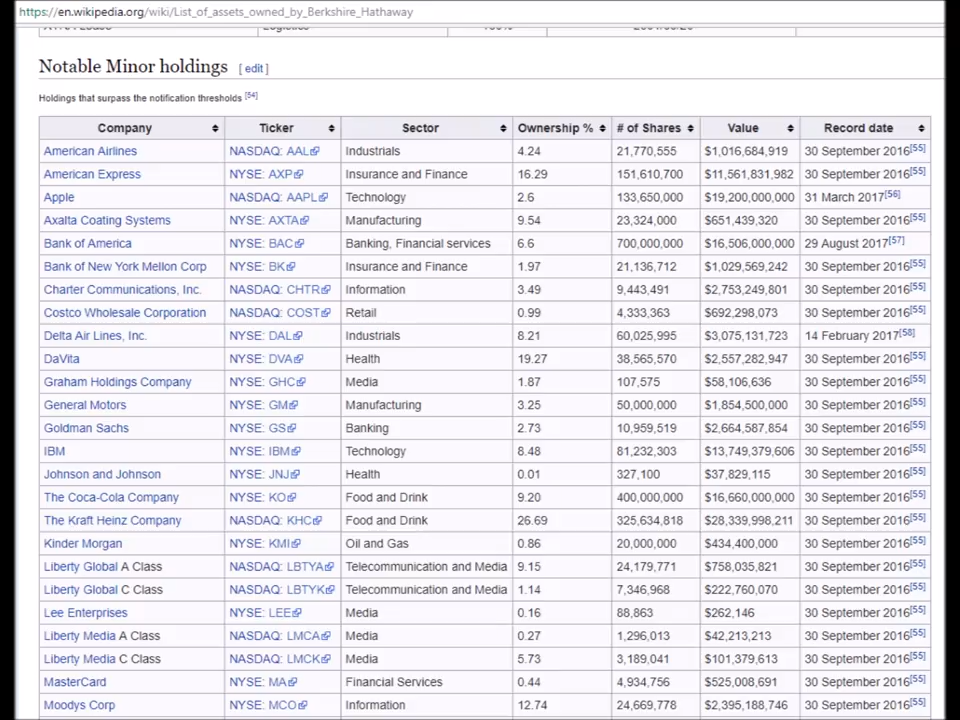 https://en.wikipedia.org/wiki/List_of_assets_owned_by_Berkshire_Hathaway
Notable Minor holdings [ edit ]
Holdings that surpass the notification thresholds [54]
Company Ticker Sector Ownership % # of Shares Value Record date
American Airlines NASDAQ: AAL Industrials 4.24 21,770,555 $1,016,684,919 30 September 2016[55]
American Express NYSE: AXP Insurance and Finance 16.29 151,610,700 $11,561,831,982 30 September 2016[55]
Apple NASDAQ: AAPL Technology 2.6 133,650,000 $19,200,000,000 31 March 2017[56]
Axalta Coating Systems NYSE: AXTA Manufacturing 9.54 23,324,000 $651,439,320 30 September 2016[55]
Bank of America NYSE: BAC Banking, Financial services 6.6 700,000,000 $16,506,000,000 29 August 2017[57]
Bank of New York Mellon Corp NYSE: BK Insurance and Finance 1.97 21,136,712 $1,029,569,242 30 September 2016[55]
Charter Communications, Inc. NASDAQ: CHTR Information 3.49 9,443,491 $2,753,249,801 30 September 2016[55]
Costco Wholesale Corporation NASDAQ: COST Retail 0.99 4,333,363 $692,298,073 30 September 2016[55]
Delta Air Lines, Inc. NYSE: DAL Industrials 8.21 60,025,995 $3,075,131,723 14 February 2017[58]
DaVita NYSE: DVA Health 19.27 38,565,570 $2,557,282,947 30 September 2016[55]
Graham Holdings Company NYSE: GHC Media 1.87 107,575 $58,106,636 30 September 2016[55]
General Motors NYSE: GM Manufacturing 3.25 50,000,000 $1,854,500,000 30 September 2016[55]
Goldman Sachs NYSE: GS Banking 2.73 10,959,519 $2,664,587,854 30 September 2016[55]
IBM NYSE: IBM Technology 8.48 81,232,303 $13,749,379,606 30 September 2016[55]
Johnson and Johnson NYSE: JNJ Health 0.01 327,100 $37,829,115 30 September 2016[55]
The Coca-Cola Company NYSE: KO Food and Drink 9.20 400,000,000 $16,660,000,000 30 September 2016[55]
The Kraft Heinz Company NASDAQ: KHC Food and Drink 26.69 325,634,818 $28,339,998,211 30 September 2016[55]
Kinder Morgan NYSE: KMI Oil and Gas 0.86 20,000,000 $434,400,000 30 September 2016[55]
Liberty Global A Class NASDAQ: LBTYA Telecommunication and Media 9.15 24,179,771 $758,035,821 30 September 2016[55]
Liberty Global C Class NASDAQ: LBTYK Telecommunication and Media 1.14 7,346,968 $222,760,070 30 September 2016[55]
Lee Enterprises NYSE: LEE Media 0.16 88,863 $262,146 30 September 2016[55]
Liberty Media A Class NASDAQ: LMCA Media 0.27 1,296,013 $42,213,213 30 September 2016[55]
Liberty Media C Class NASDAQ: LMCK Media 5.73 3,189,041 $101,379,613 30 September 2016[55]
MasterCard NYSE: MA Financial Services 0.44 4,934,756 $525,008,691 30 September 2016[55]
Moodys Corp NYSE: MCO Information 12.74 24,669,778 $2,395,188,746 30 September 2016[55]